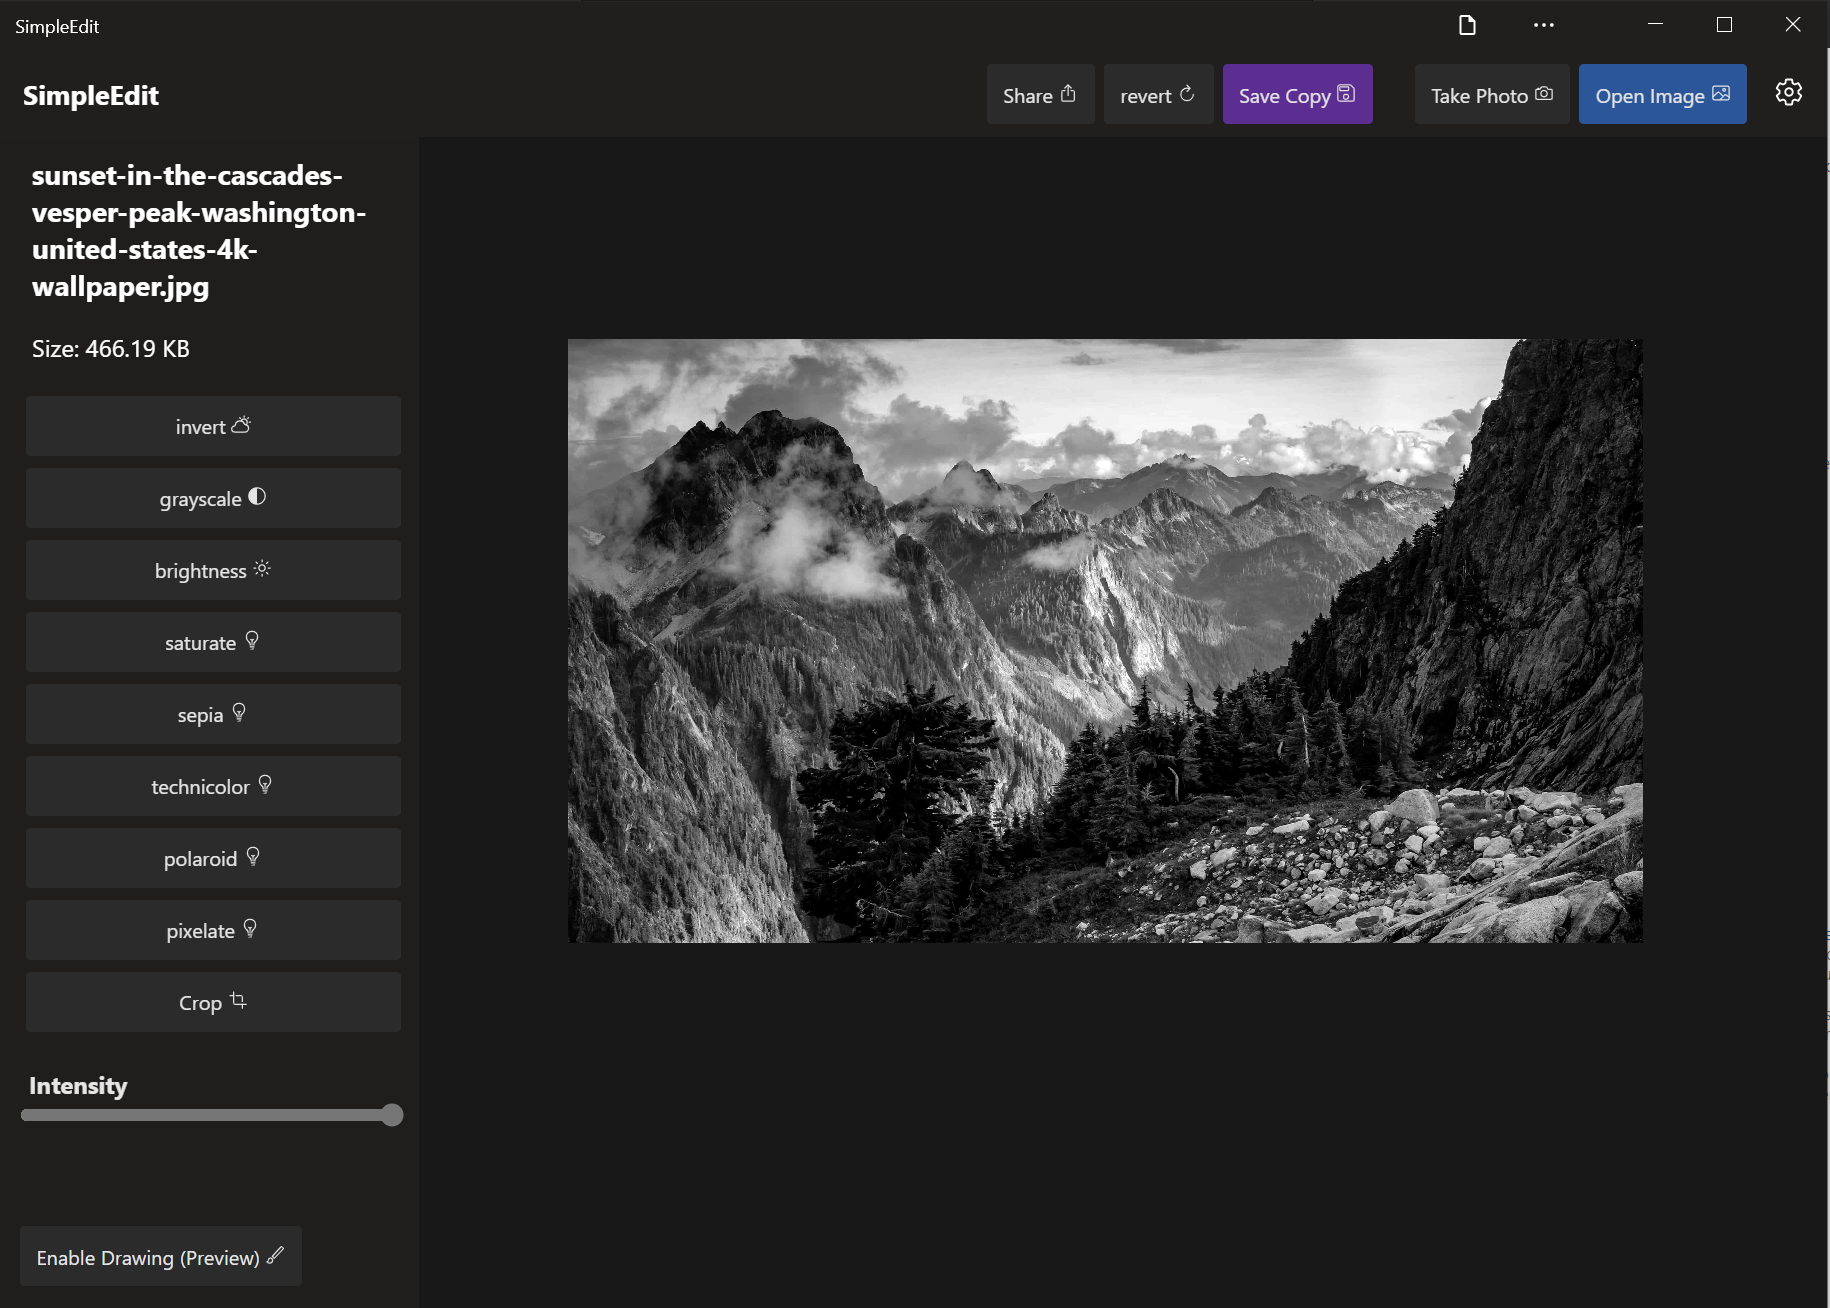 SimpleEdit
SimpleEdit
Share
revert
Save Copy
Take Photo
Open Image
sunset-in-the-cascades-
vesper-peak-washington-
united-states-4k-
wallpaper.jpg
Size: 466.19 KB
invert
grayscale
brightness
saturate
sepia
technicolor
polaroid
pixelate
Crop
Intensity
Enable Drawing (Preview)